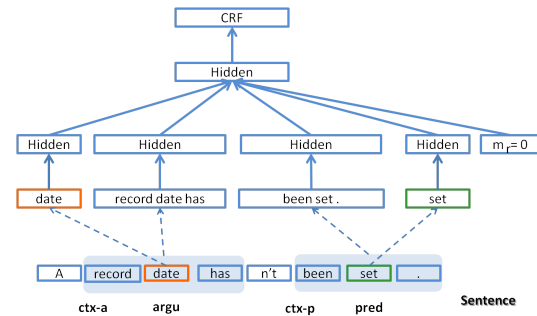 CRF
Hidden
Hidden Hidden Hidden Hidden m r = 0
date record date has been set . set
A record date has n't been set .
ctx-a argu ctx-p pred Sentence